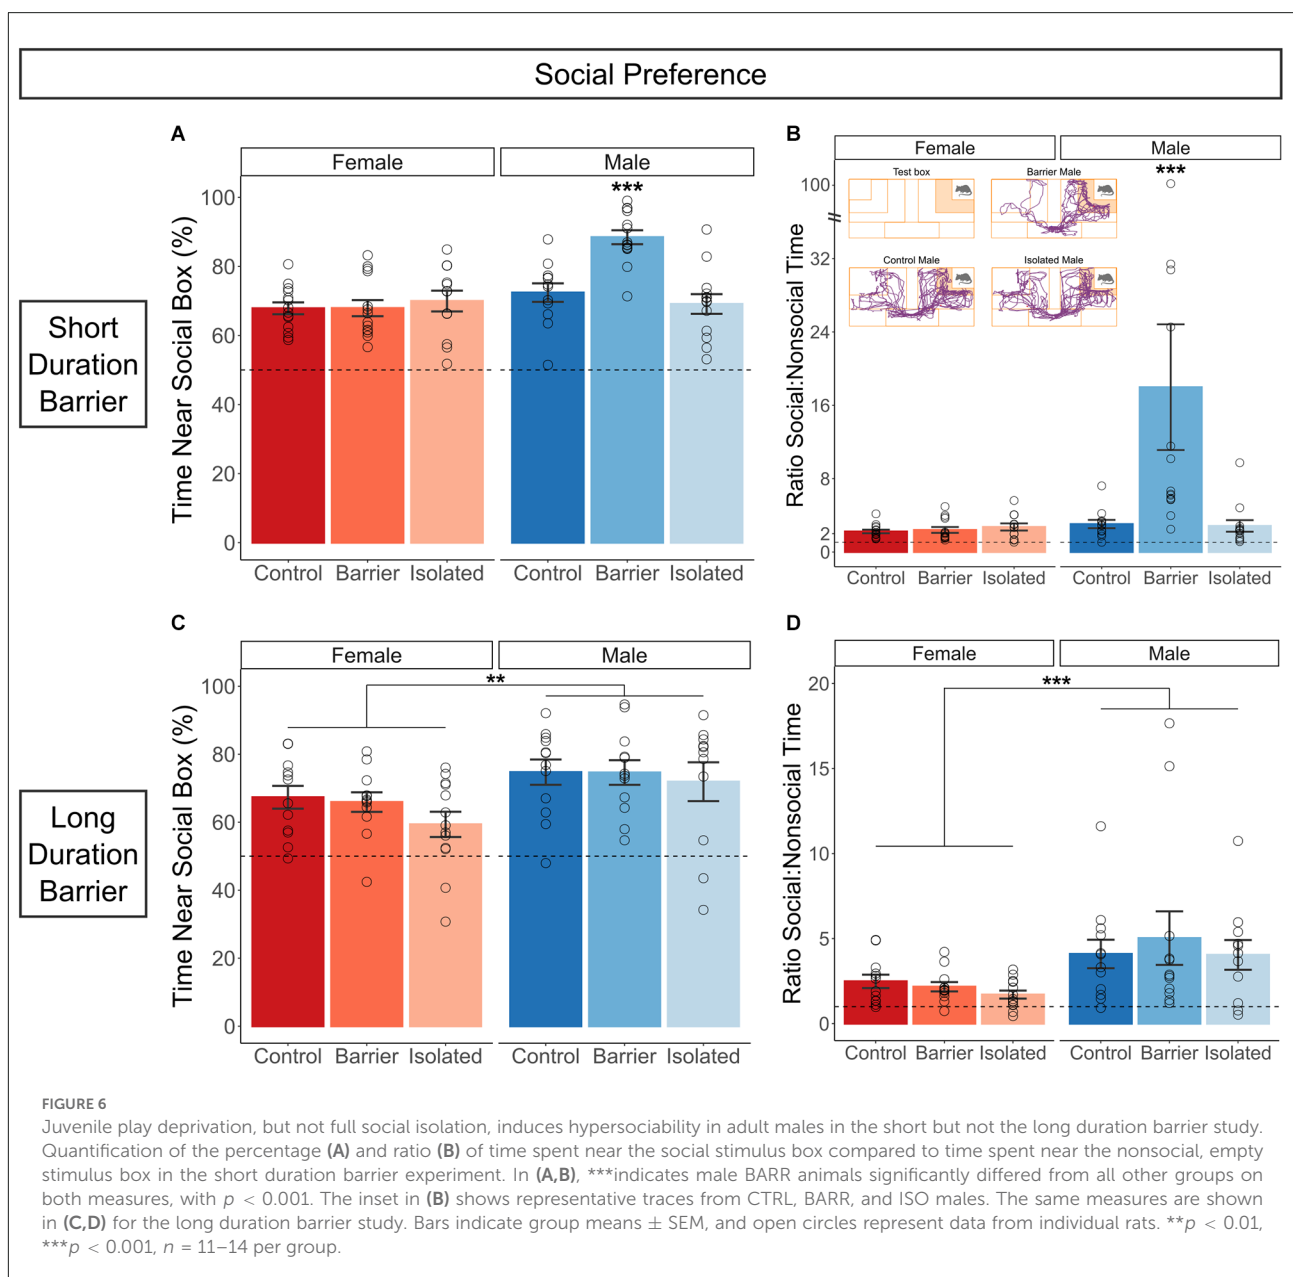 Social Preference
Short
Duration
Barrier
A
Female
Male
***
Time Near Social Box (%)
100
80
60
40
20
0
Control
Barrier
Isolated
Control
Barrier
Isolated
B
Female
Male
***
Ratio Social:Nonsocial Time
100
32
24
16
8
2
0
Test box
Barrier Male
Control Male
Isolated Male
Control
Barrier
Isolated
Control
Barrier
Isolated
Long
Duration
Barrier
C
Female
Male
**
Time Near Social Box (%)
100
80
60
40
20
0
Control
Barrier
Isolated
Control
Barrier
Isolated
D
Female
Male
***
Ratio Social:Nonsocial Time
20
15
10
5
0
Control
Barrier
Isolated
Control
Barrier
Isolated
FIGURE 6
Juvenile play deprivation, but not full social isolation, induces hypersociability in adult males in the short but not the long duration barrier study.
Quantification of the percentage (A) and ratio (B) of time spent near the social stimulus box compared to time spent near the nonsocial, empty
stimulus box in the short duration barrier experiment. In (A,B), ***indicates male BARR animals significantly differed from all other groups on
both measures, with p < 0.001. The inset in (B) shows representative traces from CTRL, BARR, and ISO males. The same measures are shown
in (C,D) for the long duration barrier study. Bars indicate group means ± SEM, and open circles represent data from individual rats. **p < 0.01,
***p < 0.001, n = 11–14 per group.